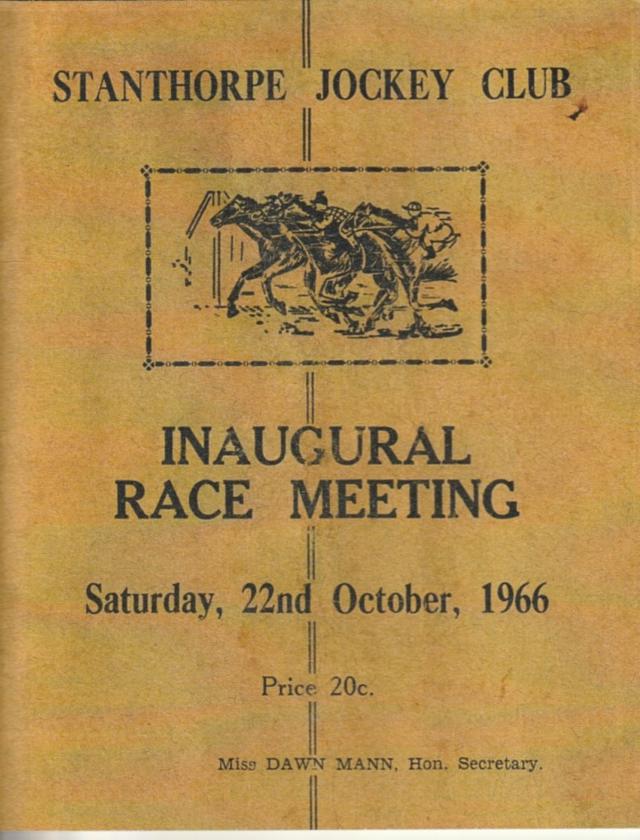 STANTHORPE JOCKEY CLUB
INAUGURAL
RACE MEETING
Saturday, 22nd October, 1966
Price 20c.
Miss DAWN MANN, Hon. Secretary.